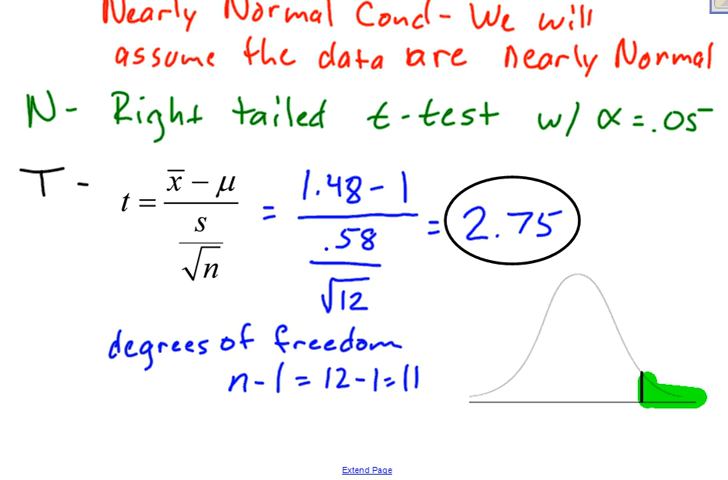 Nearly Normal Cond- We will
assume the data are nearly Normal
N- Right tailed t-test w/ α=.05
T- t = (x̄ − μ) / (s / √n) = (1.48 - 1) / (.58 / √12) = 2.75
degrees of freedom
n-1 = 12-1=11
Extend Page